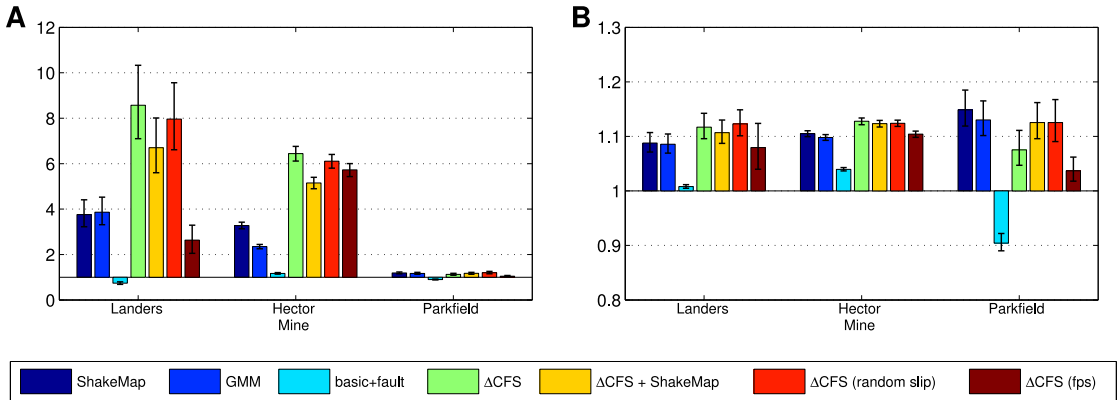 A
12
10
8
6
4
2
0
Landers
Hector
Mine
Parkfield
B
1.3
1.2
1.1
1
0.9
0.8
Landers
Hector
Mine
Parkfield
ShakeMap
GMM
basic+fault
ΔCFS
ΔCFS + ShakeMap
ΔCFS (random slip)
ΔCFS (fps)